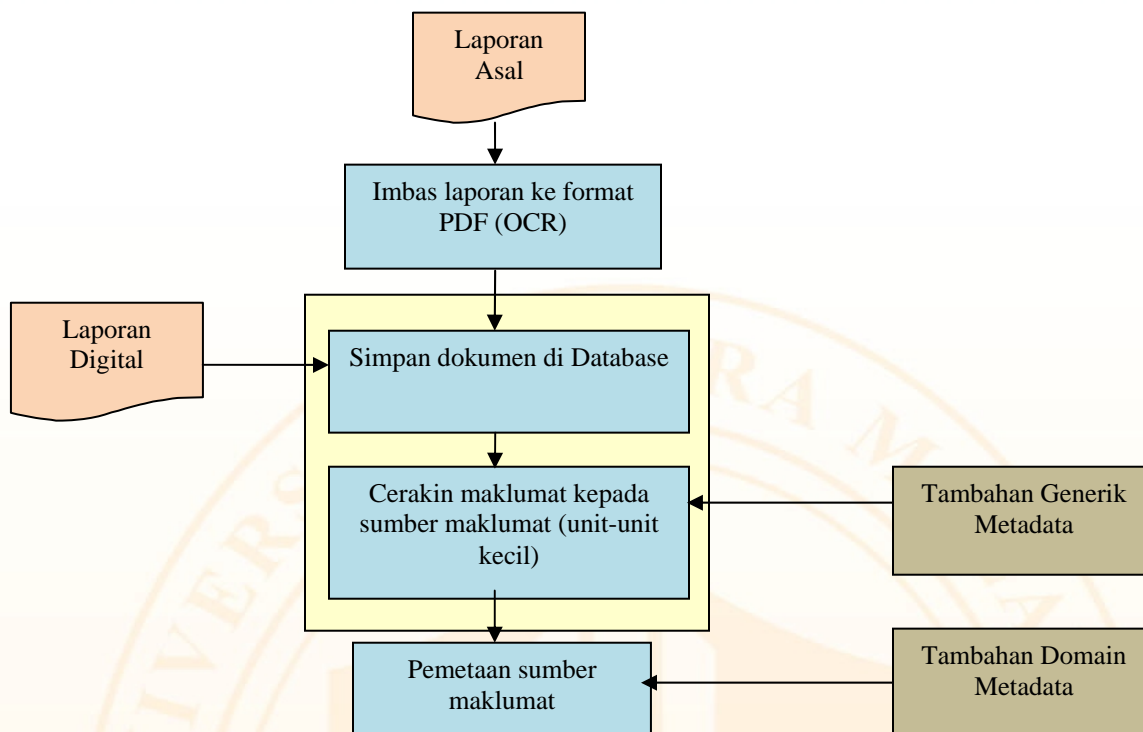 Laporan
Asal
Imbas laporan ke format
PDF (OCR)
Laporan
Digital
Simpan dokumen di Database
Cerakin maklumat kepada
sumber maklumat (unit-unit
kecil)
Tambahan Generik
Metadata
Pemetaan sumber
maklumat
Tambahan Domain
Metadata